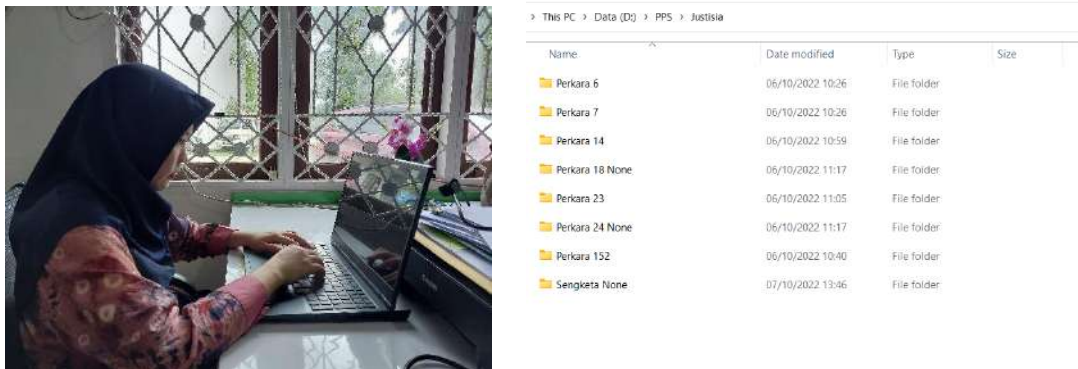 > This PC > Data (D:) > PPS > Justisia
Name Date modified Type Size
Perkara 6 06/10/2022 10:26 File folder
Perkara 7 06/10/2022 10:26 File folder
Perkara 14 06/10/2022 10:59 File folder
Perkara 18 None 06/10/2022 11:17 File folder
Perkara 23 06/10/2022 11:05 File folder
Perkara 24 None 06/10/2022 11:17 File folder
Perkara 152 06/10/2022 10:40 File folder
Sengketa None 07/10/2022 13:46 File folder